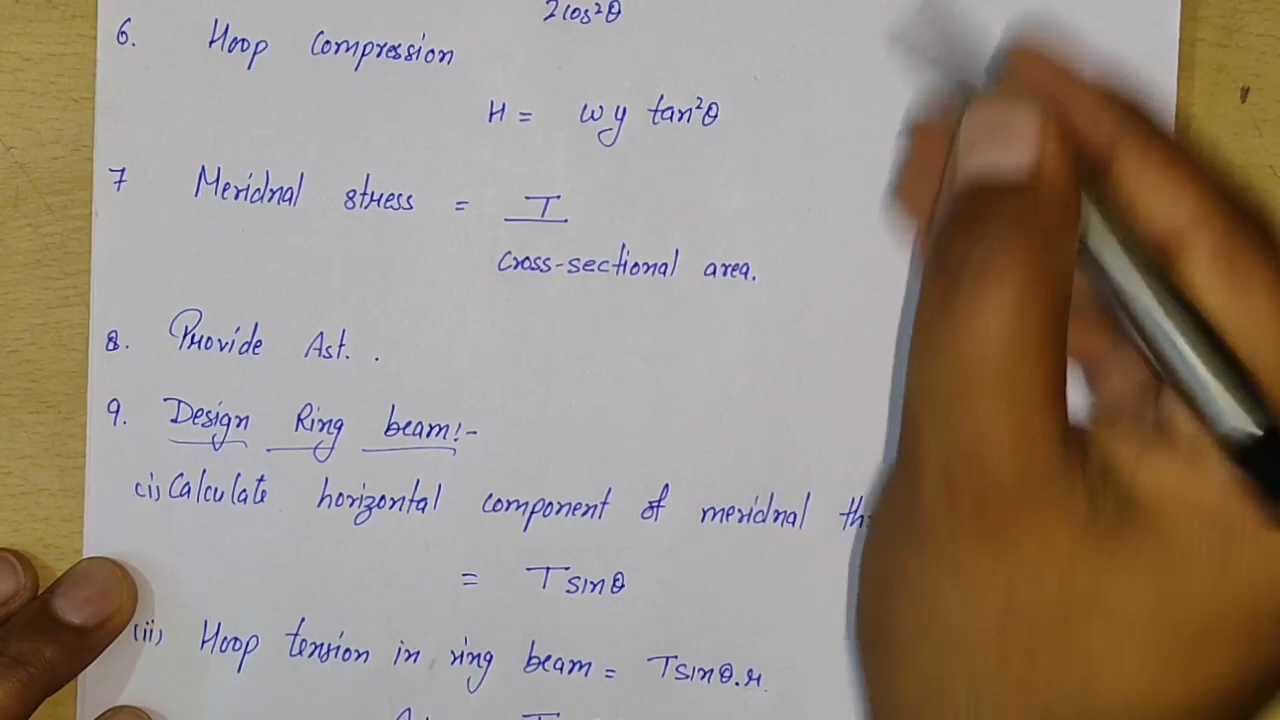 2cos²θ
6. Hoop Compression
H = wy tan²θ
7 Meridnal stress = T
cross-sectional area.
8. Provide Ast. .
9. Design Ring beam:-
(i) Calculate horizontal component of meridnal
= T sinθ
(ii) Hoop tension in ring beam = T sinθ.r.